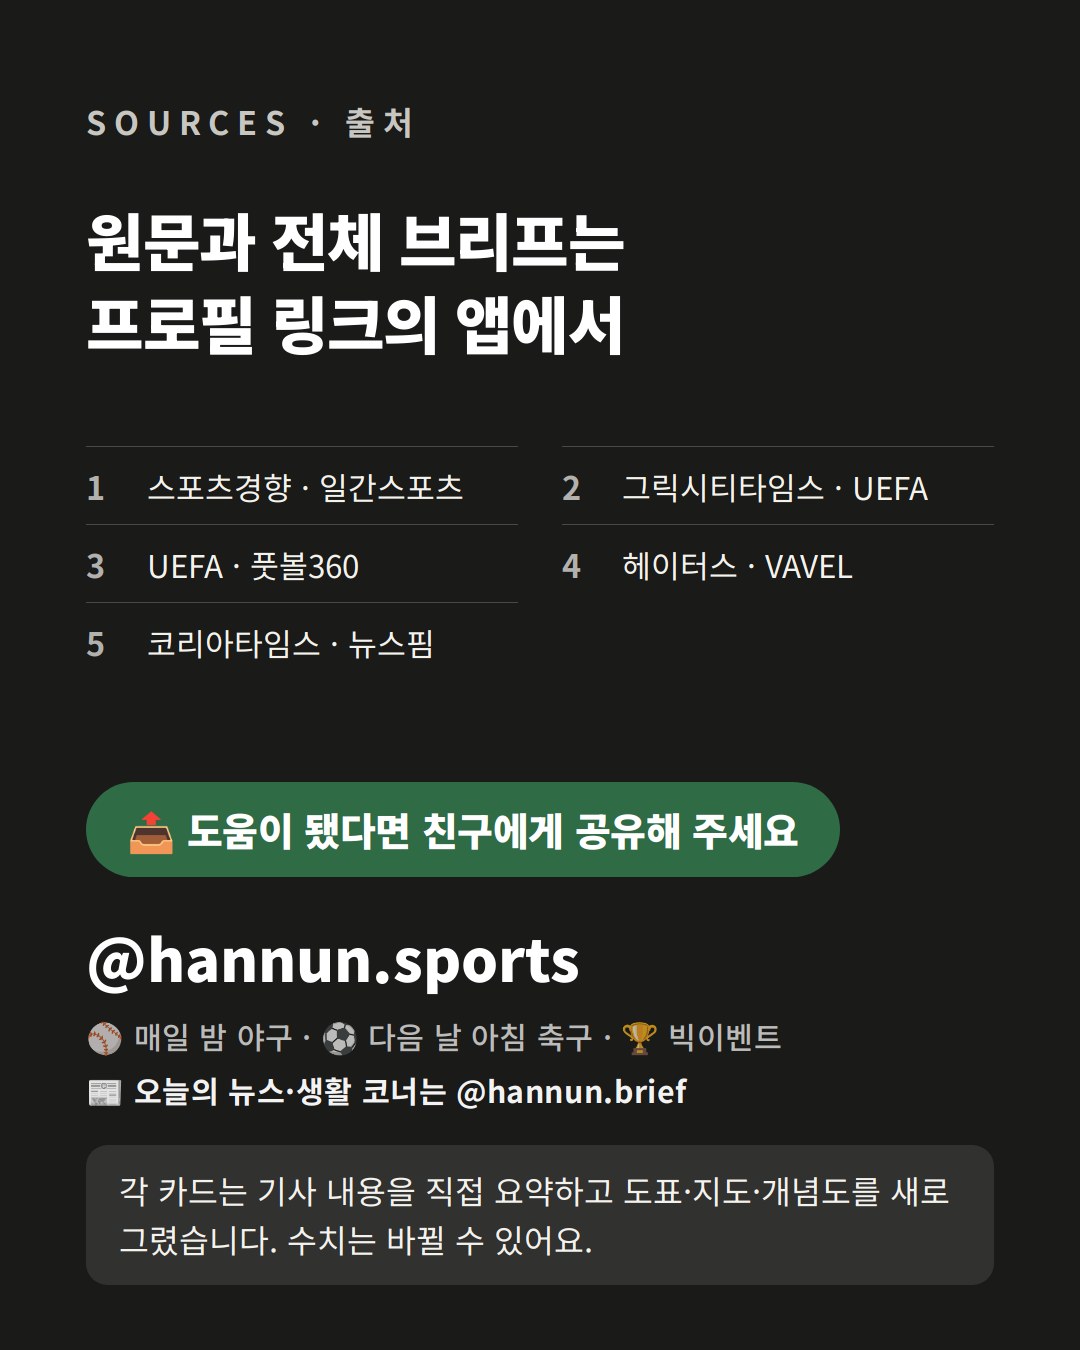 SOURCES · 출처
원문과 전체 브리프는
프로필 링크의 앱에서
1 스포츠경향 · 일간스포츠
2 그릭시티타임스 · UEFA
3 UEFA · 풋볼360
4 헤이터스 · VAVEL
5 코리아타임스 · 뉴스핌
📤 도움이 됐다면 친구에게 공유해 주세요
@hannun.sports
⚾ 매일 밤 야구 · ⚽ 다음 날 아침 축구 · 🏆 빅이벤트
📰 오늘의 뉴스·생활 코너는 @hannun.brief
각 카드는 기사 내용을 직접 요약하고 도표·지도·개념도를 새로
그렸습니다. 수치는 바뀔 수 있어요.